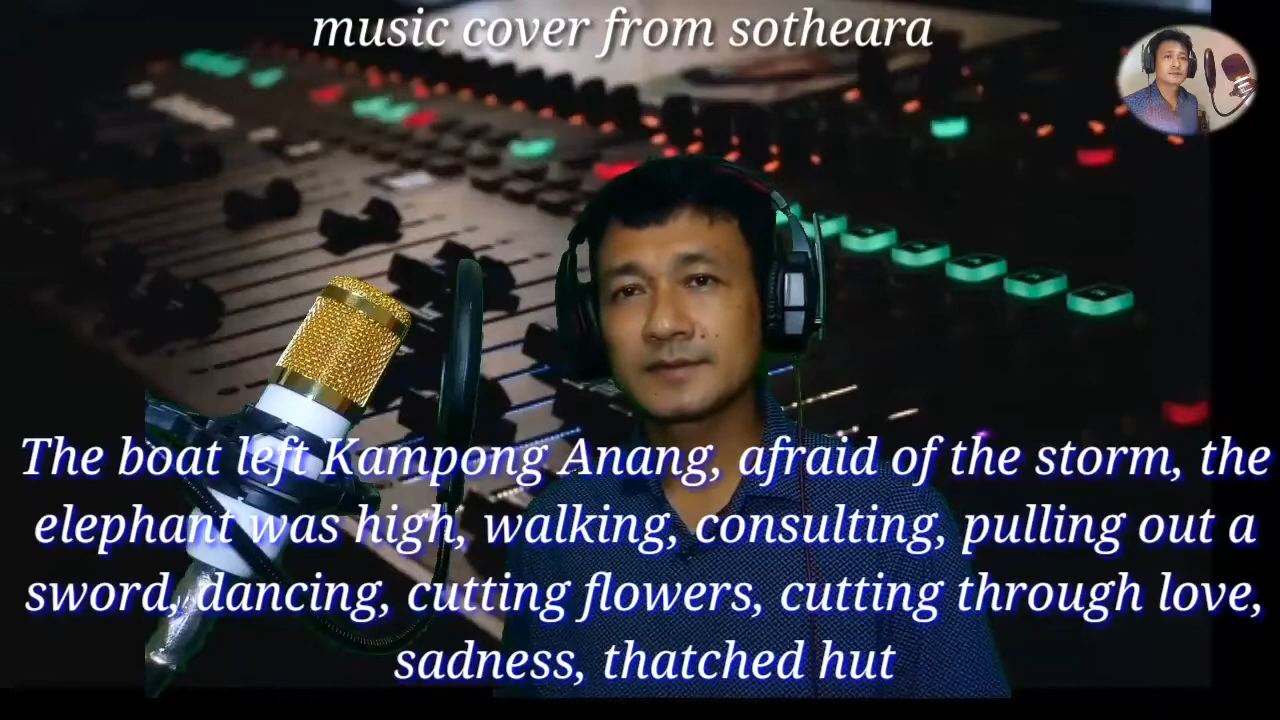 music cover from sotheara
The boat left Kampong Anang, afraid of the storm, the
elephant was high, walking, consulting, pulling out a
sword, dancing, cutting flowers, cutting through love,
sadness, thatched hut